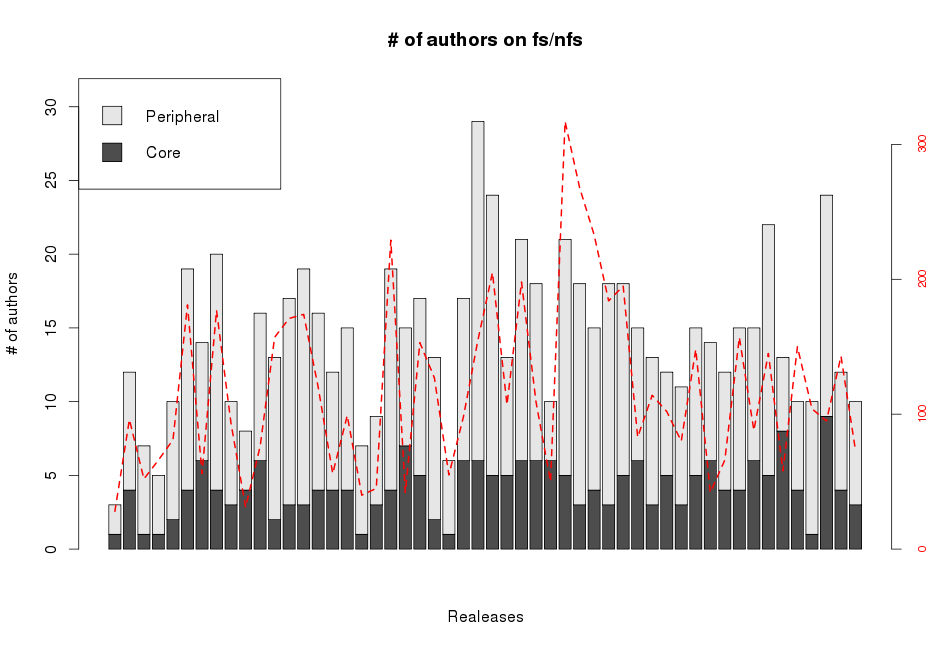 # of authors on fs/nfs
Peripheral
Core
# of authors
0
5
10
15
20
25
30
0
100
200
300
Realeases